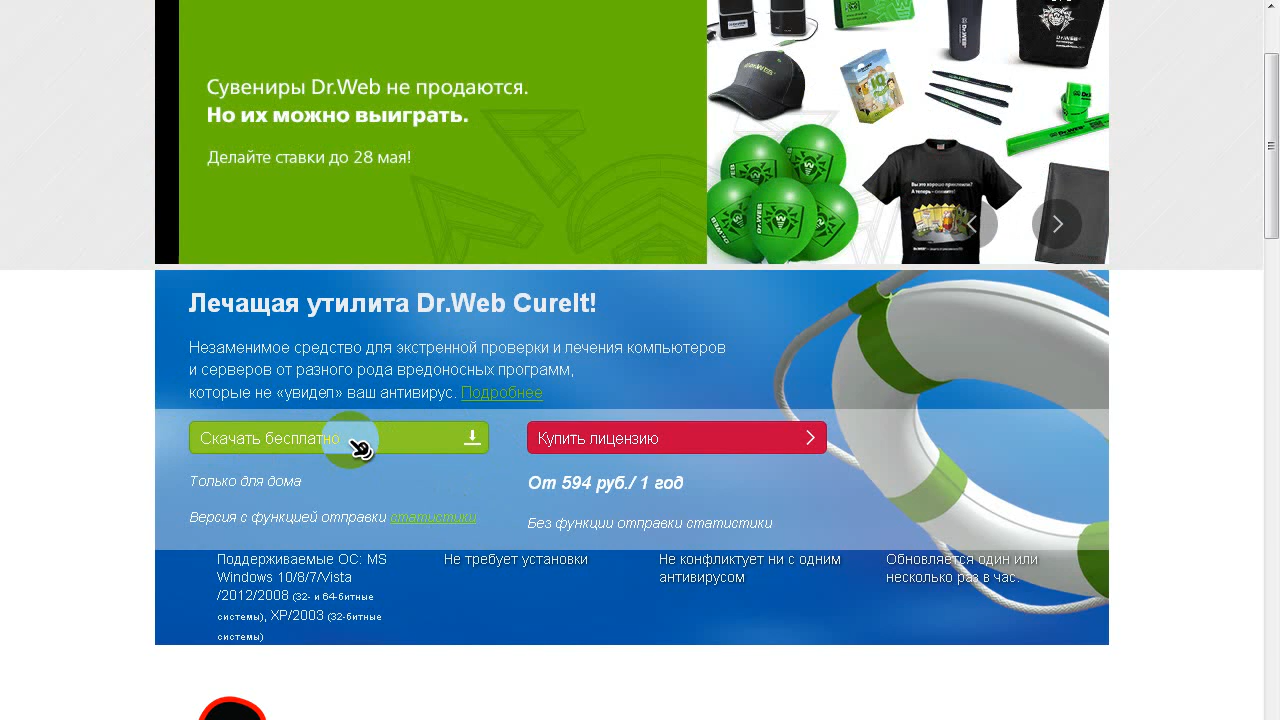 Сувениры Dr.Web не продаются.
Но их можно выиграть.
Делайте ставки до 28 мая!
Dr.WEB
Лечащая утилита Dr.Web CureIt!
Незаменимое средство для экстренной проверки и лечения компьютеров
и серверов от разного рода вредоносных программ,
которые не «увидел» ваш антивирус. Подробнее
Скачать бесплатно
Купить лицензию
Только для дома
От 594 руб./ 1 год
Версия с функцией отправки статистики
Без функции отправки статистики
Поддерживаемые ОС: MS
Windows 10/8/7/Vista
/2012/2008 (32- и 64-битные
системы), XP/2003 (32-битные
системы)
Не требует установки
Не конфликтует ни с одним
антивирусом
Обновляется один или
несколько раз в час.